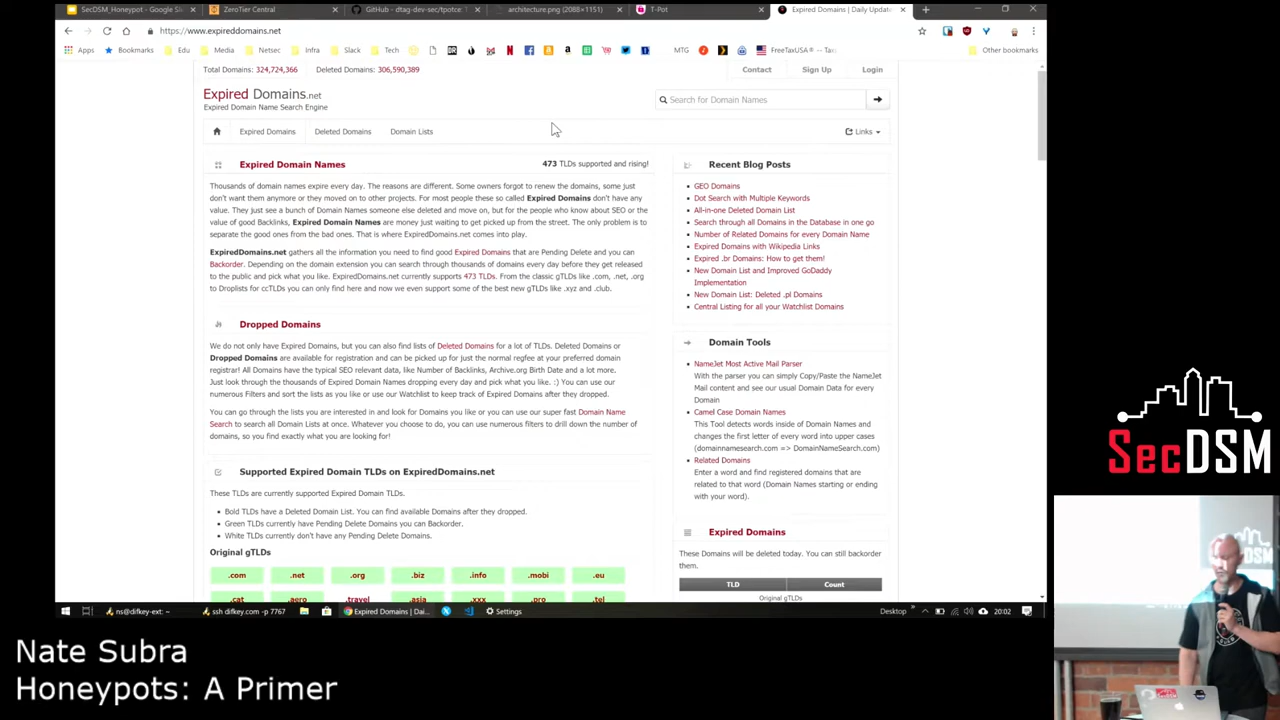 SecDSM_Honeypot - Google Sli
ZeroTier Central
GitHub - dtag-dev-sec/tpotce: T
architecture.png (2088×1151)
T-Pot
Expired Domains | Daily Update
https://www.expireddomains.net
Apps
Bookmarks
Edu
Media
Netsec
Infra
Slack
Tech
MTG
FreeTaxUSA® -- Tax
Other bookmarks
Total Domains: 324,724,366
Deleted Domains: 306,590,389
Contact
Sign Up
Login
Expired Domains.net
Expired Domain Name Search Engine
Search for Domain Names
Expired Domains
Deleted Domains
Domain Lists
Links
Expired Domain Names
473 TLDs supported and rising!
Thousands of domain names expire every day. The reasons are different. Some owners forgot to renew the domains, some just
don't want them anymore or they moved on to other projects. For most people these so called Expired Domains don't have any
value. They just see a bunch of Domain Names someone else deleted and move on, but for the people who know about SEO or the
value of good Backlinks, Expired Domain Names are money just waiting to get picked up from the street. The only problem is to
separate the good ones from the bad ones. That is where ExpiredDomains.net comes into play.
ExpiredDomains.net gathers all the information you need to find good Expired Domains that are Pending Delete and you can
Backorder. Depending on the domain extension you can search through thousands of domains every day before they get released
to the public and pick what you like. ExpiredDomains.net currently supports 473 TLDs. From the classic gTLDs like .com, .net, .org
to Droplists for ccTLDs you can only find here and now we even support some of the best new gTLDs like .xyz and .club.
Dropped Domains
We do not only have Expired Domains, but you can also find lists of Deleted Domains for a lot of TLDs. Deleted Domains or
Dropped Domains are available for registration and can be picked up for just the normal regfee at your preferred domain
registrar! All Domains have the typical SEO relevant data, like Number of Backlinks, Archive.org Birth Date and a lot more.
Just look through the thousands of Expired Domain Names dropping every day and pick what you like. :) You can use our
numerous Filters and sort the lists as you like or use our Watchlist to keep track of Expired Domains after they dropped.
You can go through the lists you are interested in and look for Domains you like or you can use our super fast Domain Name
Search to search all Domain Lists at once. Whatever you choose to do, you can use numerous filters to drill down the number of
domains, so you find exactly what you are looking for!
Supported Expired Domain TLDs on ExpiredDomains.net
These TLDs are currently supported Expired Domain TLDs.
Bold TLDs have a Deleted Domain List. You can find available Domains after they dropped.
Green TLDs currently have Pending Delete Domains you can Backorder.
White TLDs currently don't have any Pending Delete Domains.
Original gTLDs
.com .net .org .biz .info .mobi .eu
.cat .aero .travel .asia .xxx .pro .tel
Recent Blog Posts
GEO Domains
Dot Search with Multiple Keywords
All-in-one Deleted Domain List
Search through all Domains in the Database in one go
Number of Related Domains for every Domain Name
Expired Domains with Wikipedia Links
Expired .br Domains: How to get them!
New Domain List and Improved GoDaddy
Implementation
New Domain List: Deleted .pl Domains
Central Listing for all your Watchlist Domains
Domain Tools
NameJet Most Active Mail Parser
With the parser you can simply Copy/Paste the NameJet
Mail content and see our usual Domain Data for every
Domain
Camel Case Domain Names
This Tool detects words inside of Domain Names and
changes the first letter of every word into upper cases
(domainnamesearch.com => DomainNameSearch.com)
Related Domains
Enter a word and find registered domains that are
related to that word (Domain Names starting or ending
with your word).
Expired Domains
These Domains will be deleted today. You can still backorder
them.
TLD Count
Original gTLDs
ns@difkey-ext: ~
ssh difkey.com -p 7767
Expired Domains | Dai...
Settings
Desktop
20:02
SecDSM
Nate Subra
Honeypots: A Primer